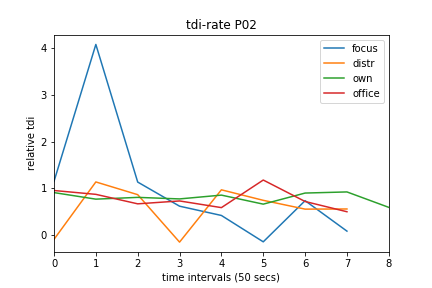 tdi-rate P02
4
3
2
1
0
relative tdi
focus
distr
own
office
0 1 2 3 4 5 6 7 8
time intervals (50 secs)